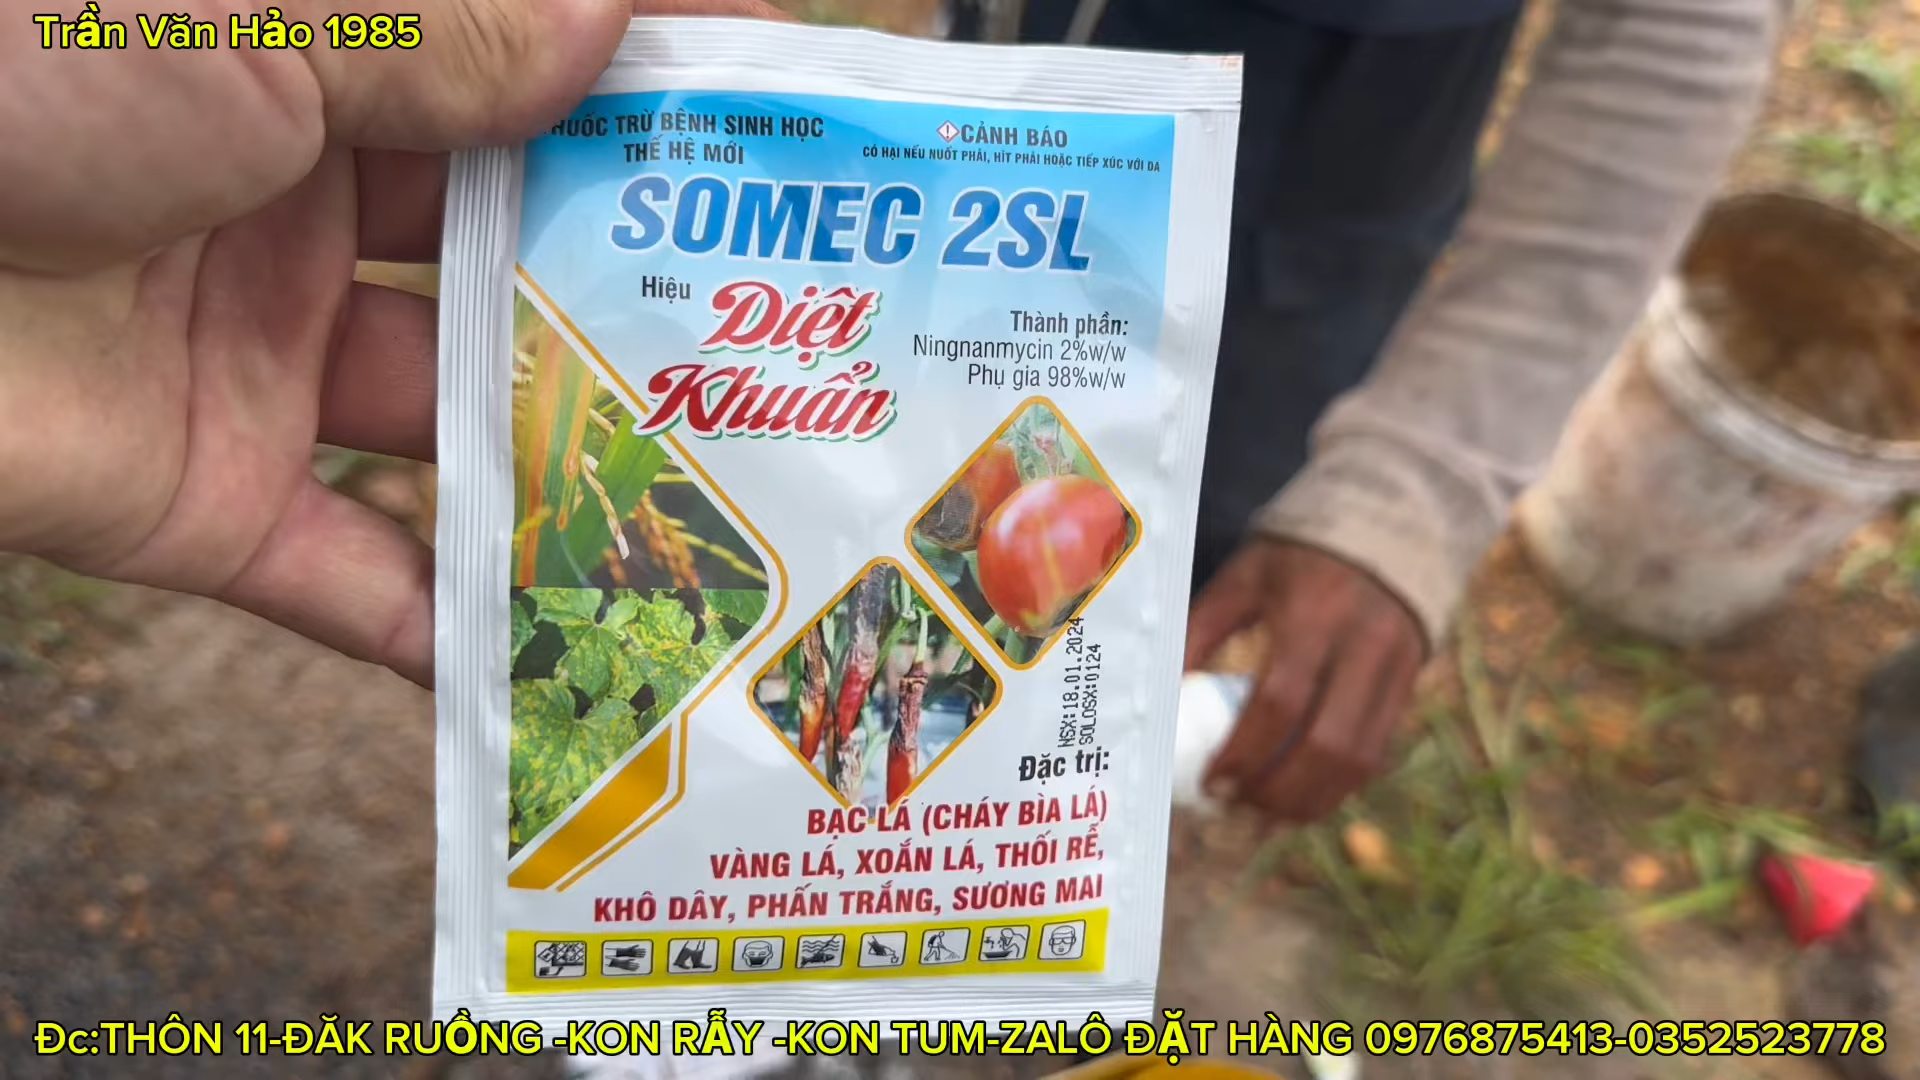 Trần Văn Hảo 1985
TRỪ BỆNH SINH HỌC
THẾ HỆ MỚI
CẢNH BÁO
CÓ HẠI NẾU NUỐT PHẢI, HÍT PHẢI HOẶC TIẾP XÚC VỚI DA
SOMEC 2SL
Hiệu
Diệt
Khuẩn
Thành phần:
Ningnanmycin 2%w/w
Phụ gia 98%w/w
NSX:18.01.2024
SOLOSX:0124
Đặc trị:
BẠC LÁ (CHÁY BÌA LÁ)
VÀNG LÁ, XOẮN LÁ, THỐI RỄ,
KHÔ DÂY, PHẤN TRẮNG, SƯƠNG MAI
Đc:THÔN 11-ĐĂK RUỒNG -KON RẪY -KON TUM-ZALÔ ĐẶT HÀNG 0976875413-0352523778